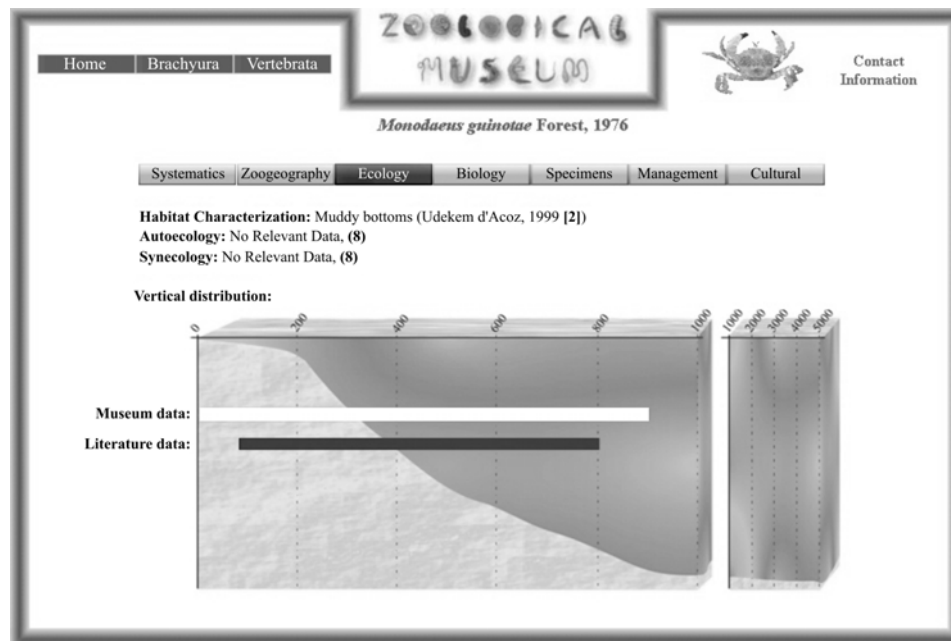 ZOOLOGICAL
MUSEUM
Home Brachyura Vertebrata
Contact
Information
Monodaeus guinotae Forest, 1976
Systematics Zoogeography Ecology Biology Specimens Management Cultural
Habitat Characterization: Muddy bottoms (Udekem d'Acoz, 1999 [2])
Autoecology: No Relevant Data, (8)
Synecology: No Relevant Data, (8)
Vertical distribution:
0 200 400 600 800 1000 1000 2000 3000 4000 5000
Museum data:
Literature data: